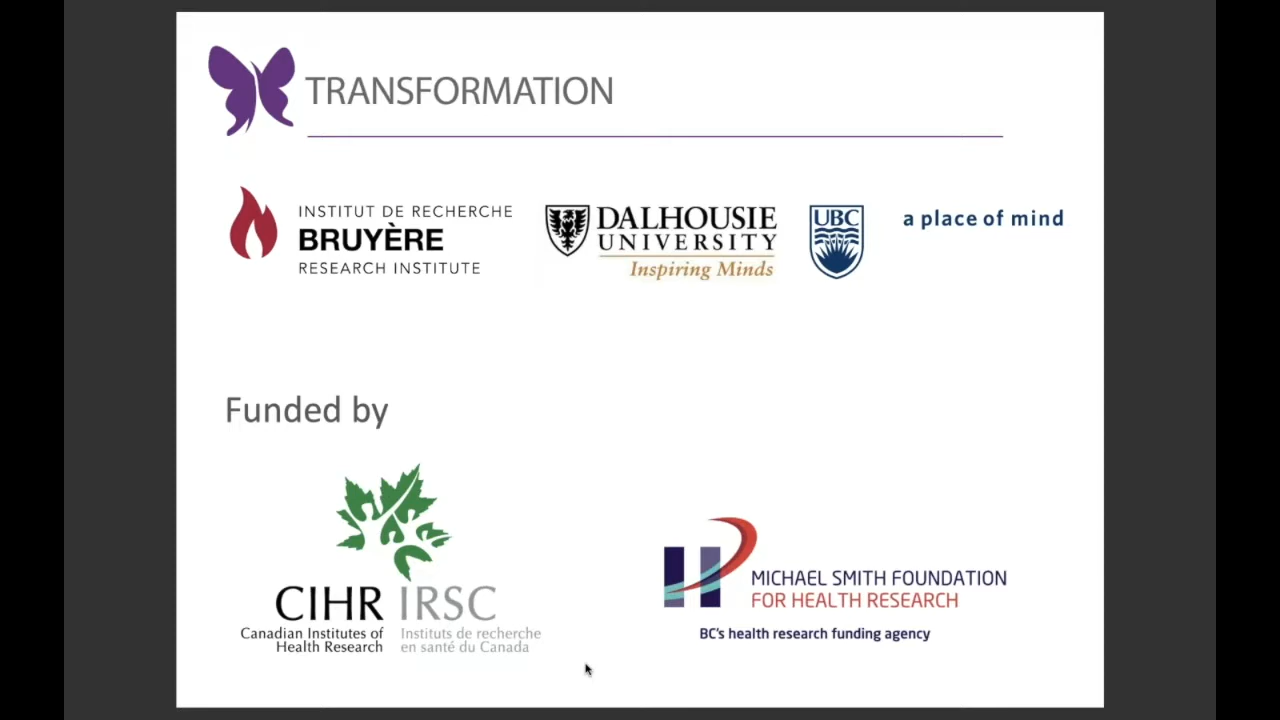 TRANSFORMATION
INSTITUT DE RECHERCHE
BRUYÈRE
RESEARCH INSTITUTE
DALHOUSIE
UNIVERSITY
Inspiring Minds
UBC
a place of mind
Funded by
CIHR IRSC
Canadian Institutes of
Health Research
Instituts de recherche
en santé du Canada
MICHAEL SMITH FOUNDATION
FOR HEALTH RESEARCH
BC's health research funding agency